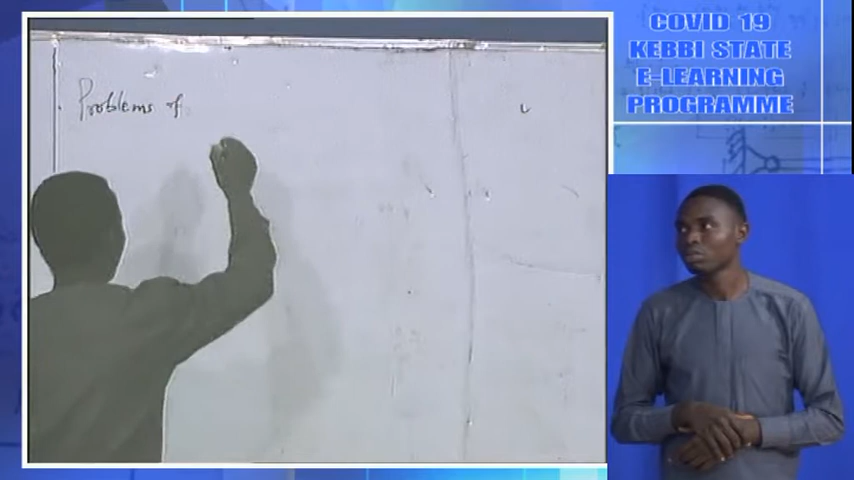 COVID 19
KEBBI STATE
E-LEARNING
PROGRAMME
Problems of